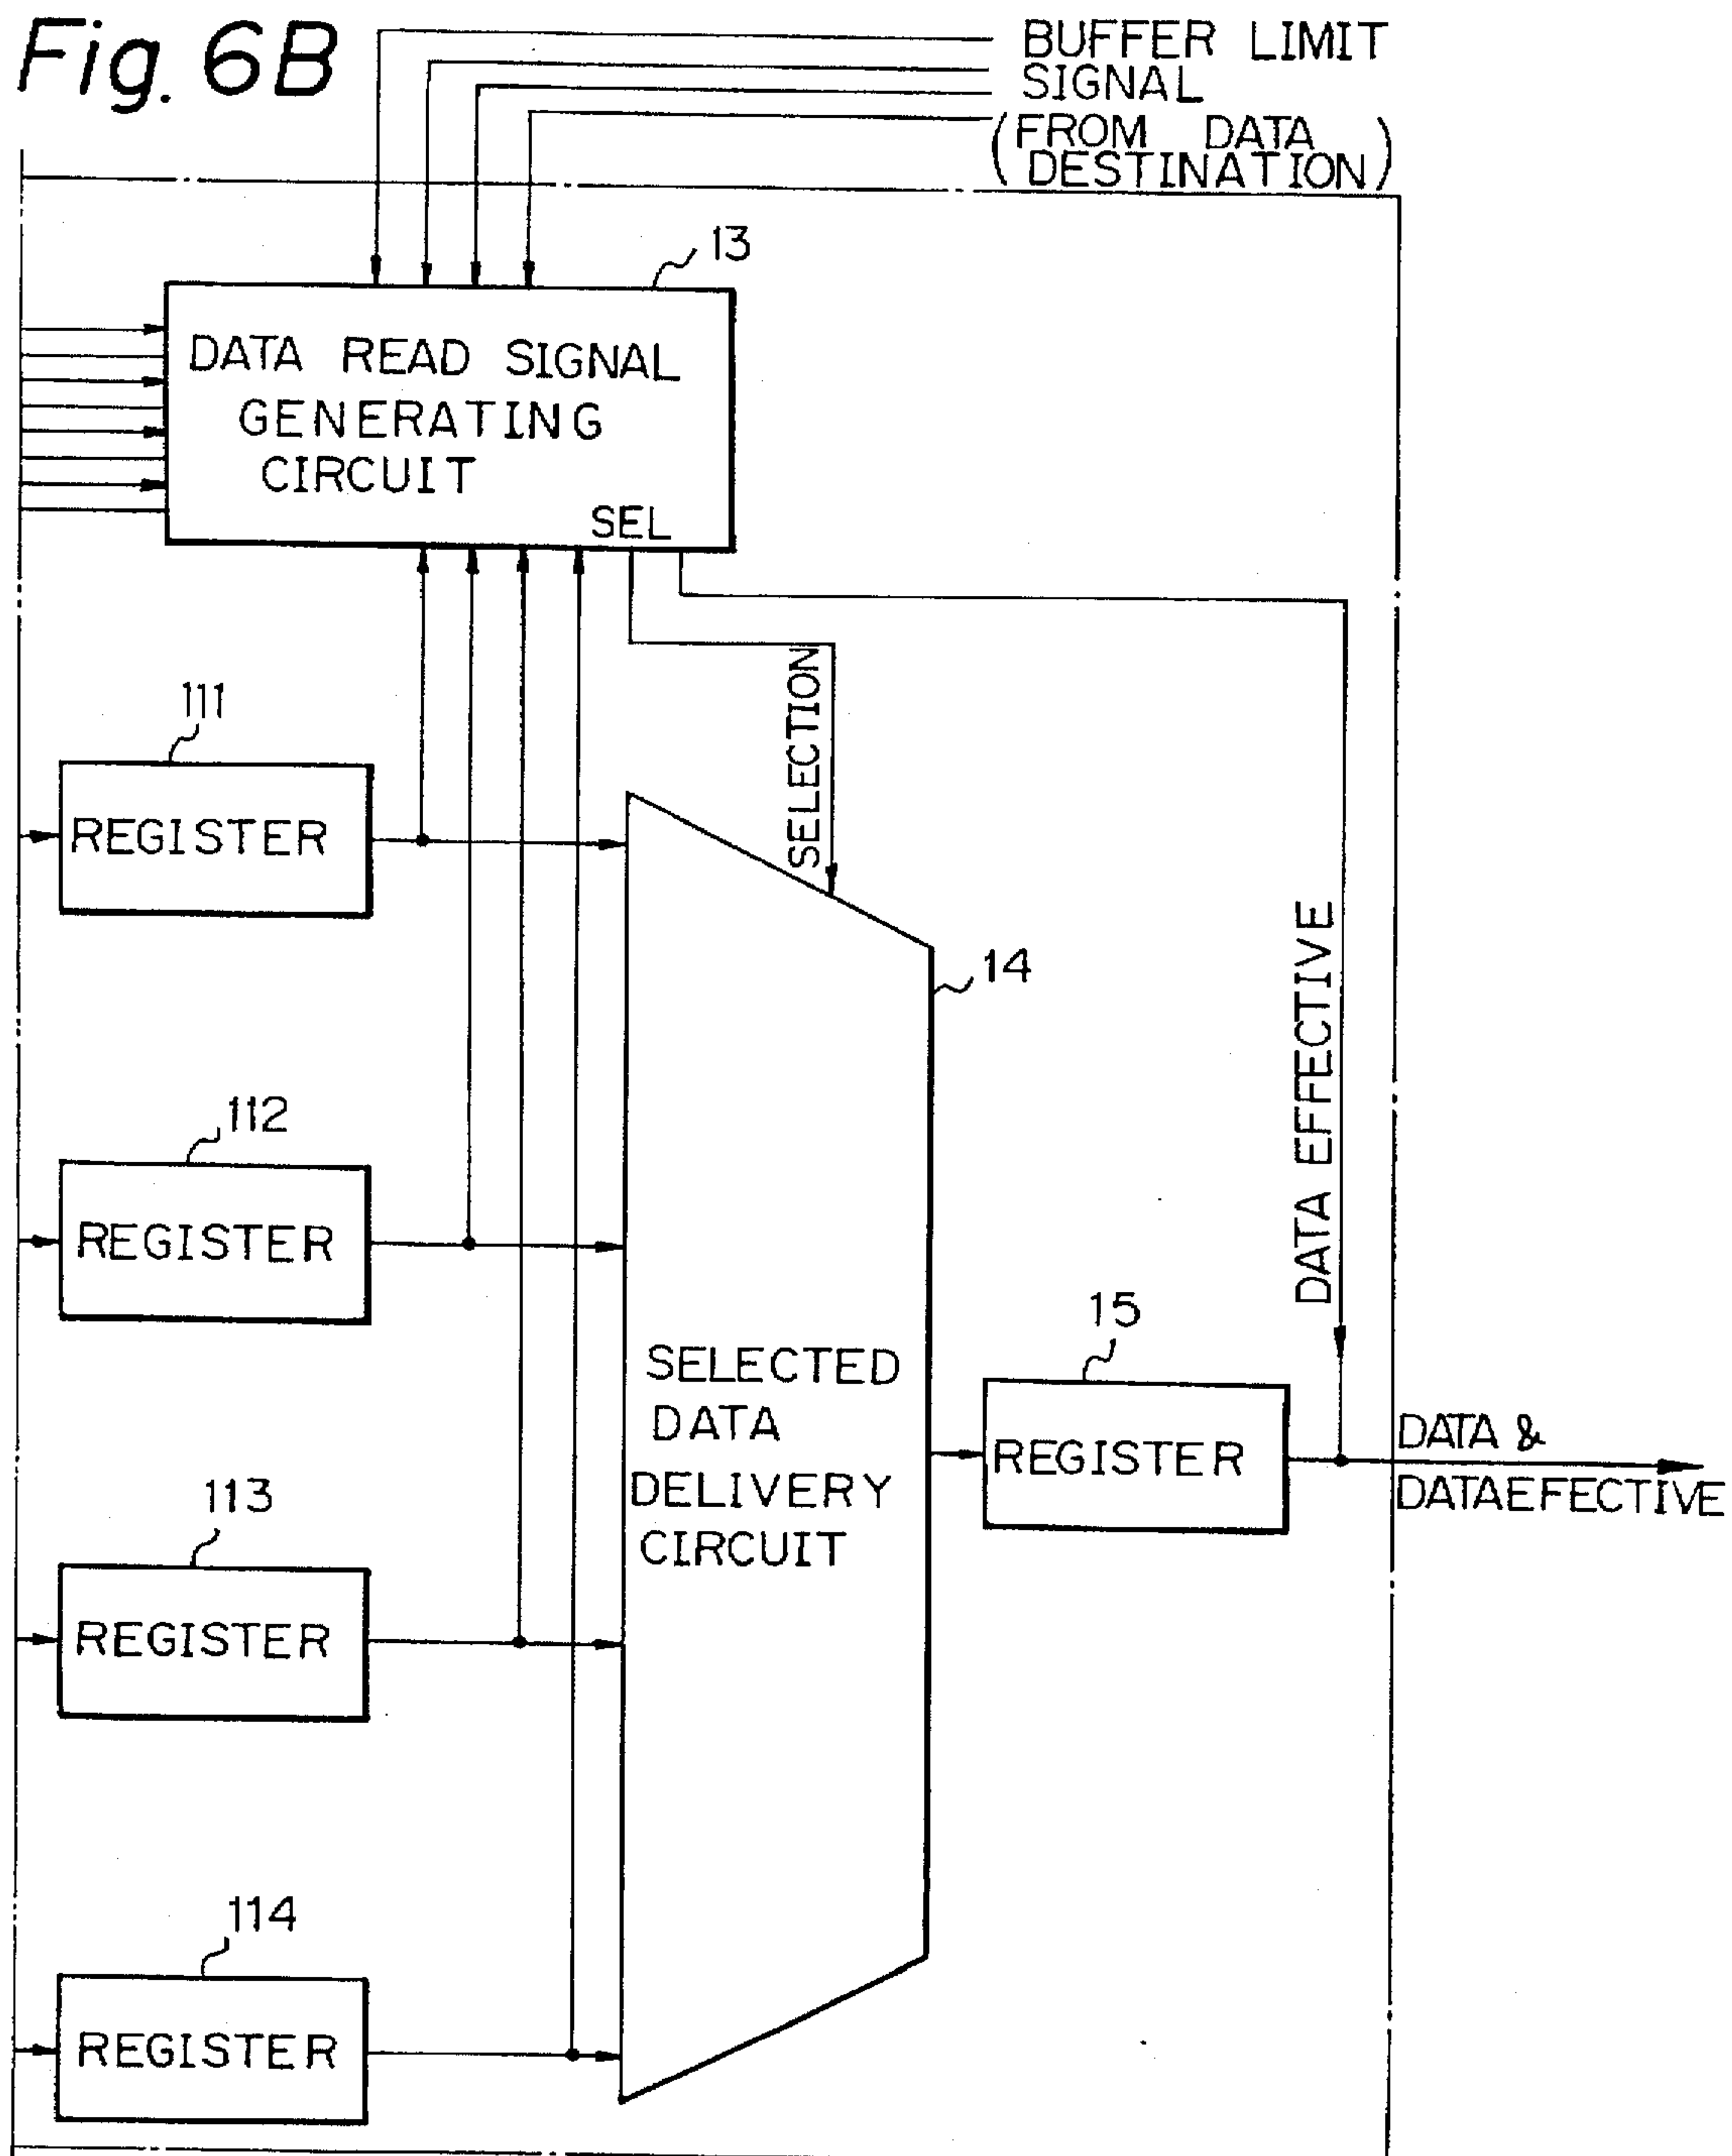 Fig. 6B
BUFFER LIMIT
SIGNAL
(FROM DATA
DESTINATION)
13
DATA READ SIGNAL
GENERATING
CIRCUIT
SEL
SELECTION
111
REGISTER
14
DATA EFFECTIVE
112
REGISTER
15
SELECTED
DATA
DELIVERY
CIRCUIT
REGISTER
DATA &
DATAEFECTIVE
113
REGISTER
114
REGISTER